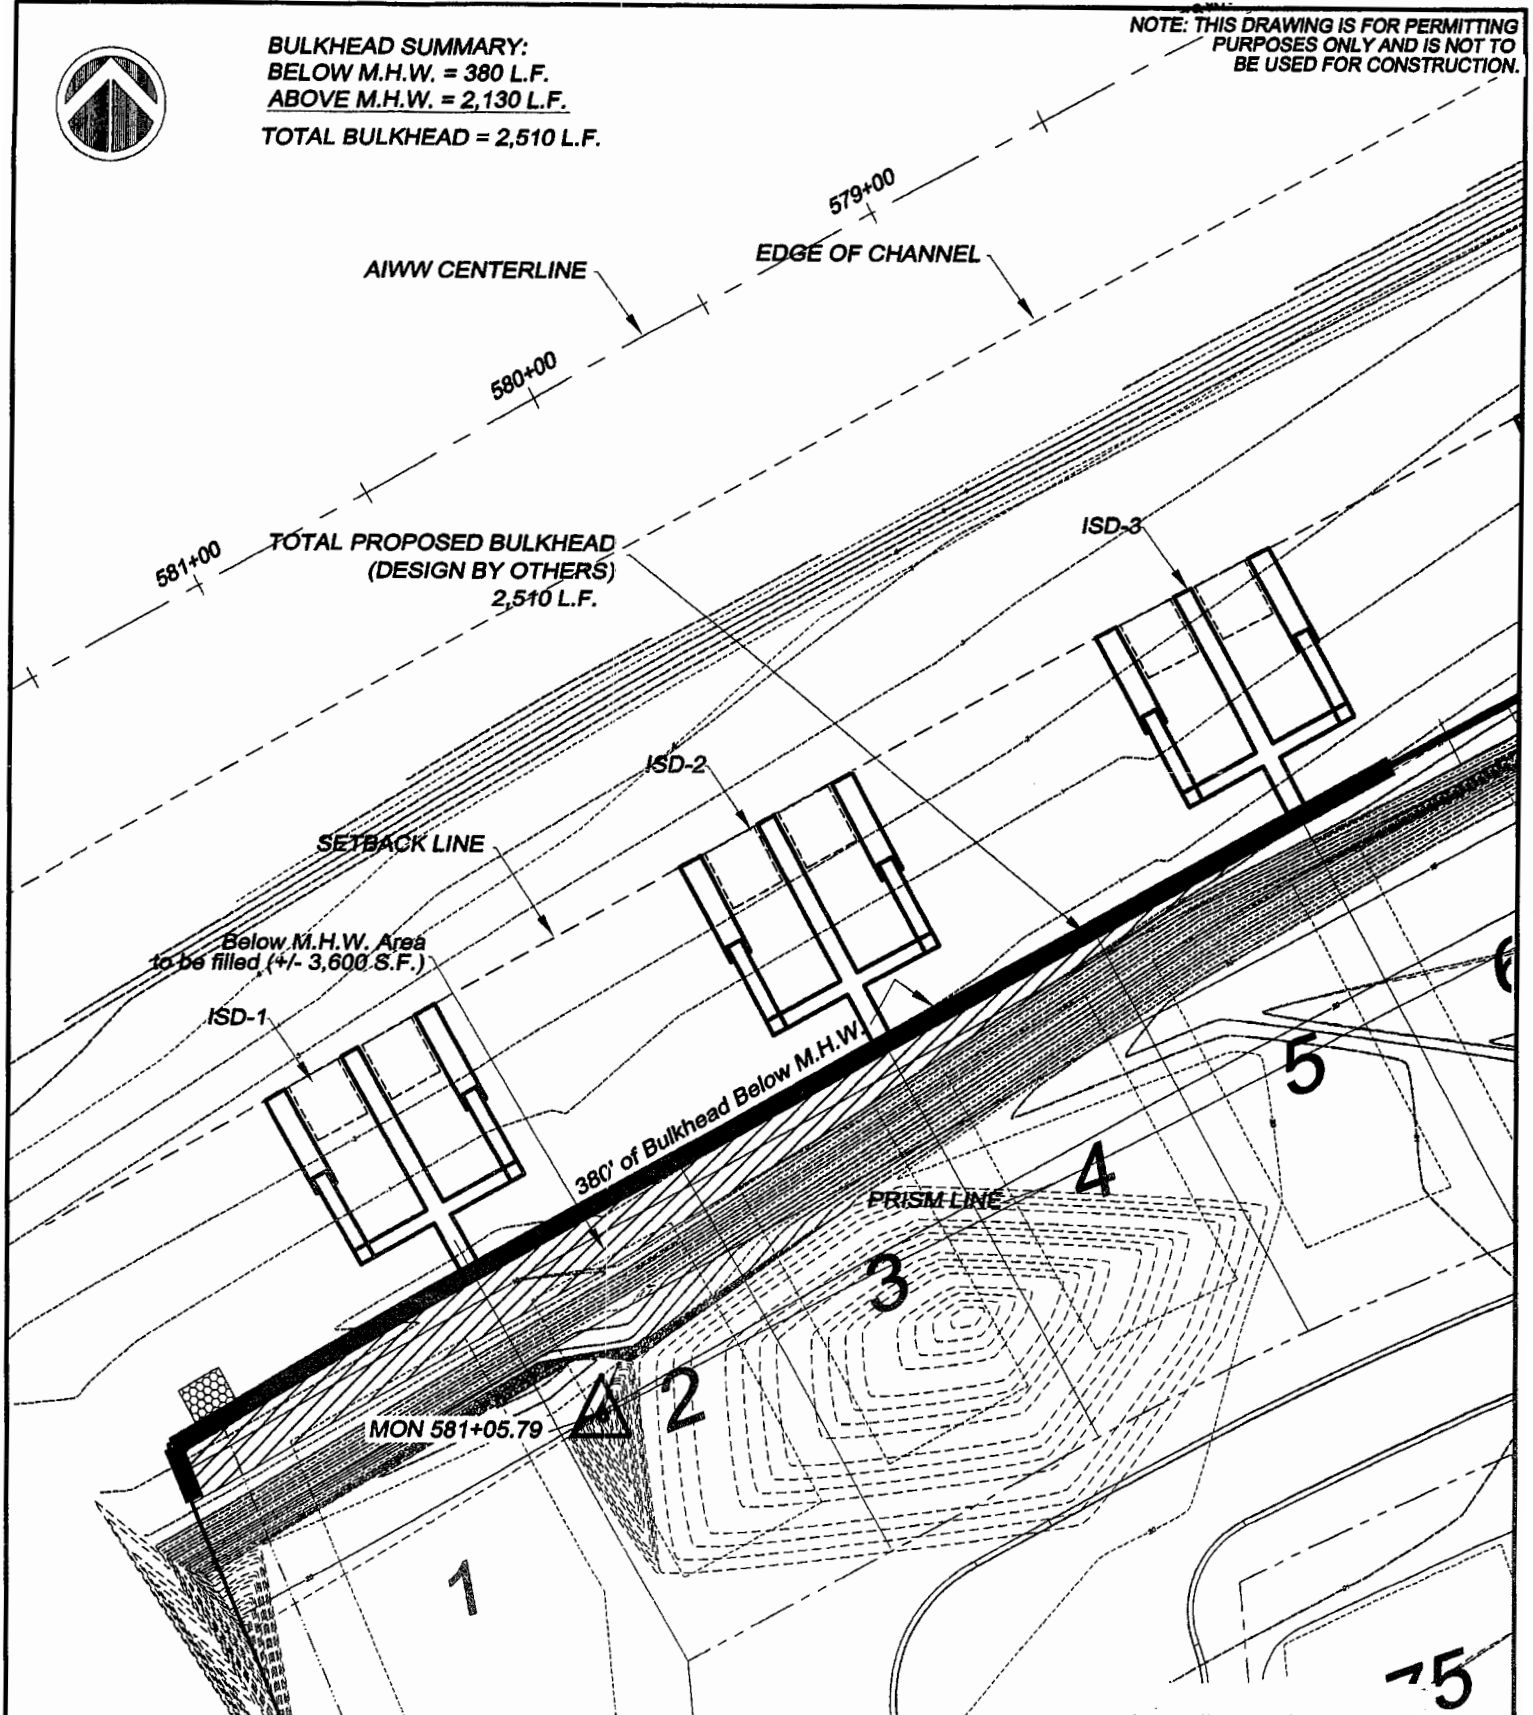 BULKHEAD SUMMARY:
BELOW M.H.W. = 380 L.F.
ABOVE M.H.W. = 2,130 L.F.
TOTAL BULKHEAD = 2,510 L.F.
NOTE: THIS DRAWING IS FOR PERMITTING
PURPOSES ONLY AND IS NOT TO
BE USED FOR CONSTRUCTION.
579+00
AIWW CENTERLINE
EDGE OF CHANNEL
580+00
581+00
TOTAL PROPOSED BULKHEAD
(DESIGN BY OTHERS)
2,510 L.F.
ISD-3
ISD-2
SETBACK LINE
Below M.H.W. Area
to be filled (+/- 3,600 S.F.)
ISD-1
380' of Bulkhead Below M.H.W.
6
5
4
PRISM LINE
3
2
MON 581+05.79
1
75